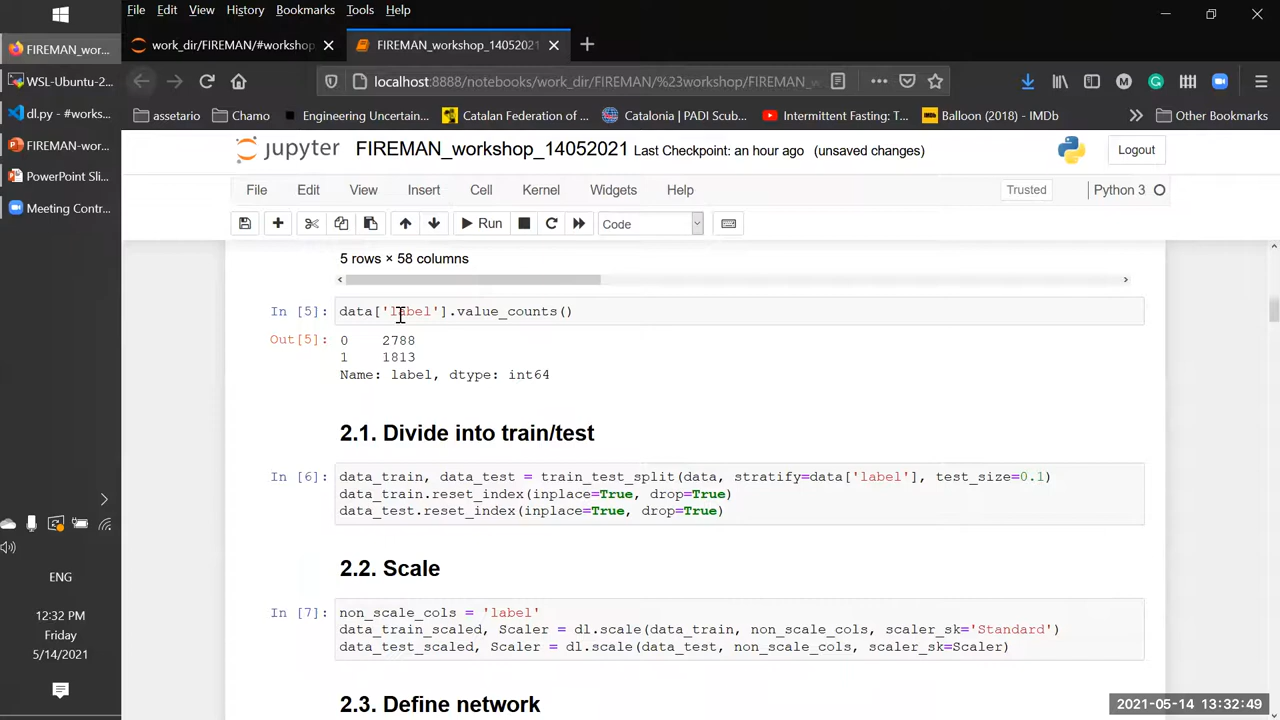 File Edit View History Bookmarks Tools Help
FIREMAN_wor...
WSL-Ubuntu-2...
dl.py - #works...
FIREMAN-wor...
PowerPoint Sli...
Meeting Contr...
ENG
12:32 PM
Friday
5/14/2021
work_dir/FIREMAN/#workshop
FIREMAN_workshop_14052021
localhost:8888/notebooks/work_dir/FIREMAN/%23workshop/FIREMAN_w
assetario Chamo Engineering Uncertain... Catalan Federation of ... Catalonia | PADI Scub... Intermittent Fasting: T... Balloon (2018) - IMDb Other Bookmarks
jupyter FIREMAN_workshop_14052021 Last Checkpoint: an hour ago (unsaved changes) Logout
File Edit View Insert Cell Kernel Widgets Help Trusted Python 3
Run Code
5 rows × 58 columns
In [5]: data['label'].value_counts()
Out[5]: 0 2788
1 1813
Name: label, dtype: int64
2.1. Divide into train/test
In [6]: data_train, data_test = train_test_split(data, stratify=data['label'], test_size=0.1)
data_train.reset_index(inplace=True, drop=True)
data_test.reset_index(inplace=True, drop=True)
2.2. Scale
In [7]: non_scale_cols = 'label'
data_train_scaled, Scaler = dl.scale(data_train, non_scale_cols, scaler_sk='Standard')
data_test_scaled, Scaler = dl.scale(data_test, non_scale_cols, scaler_sk=Scaler)
2.3. Define network
2021-05-14 13:32:49